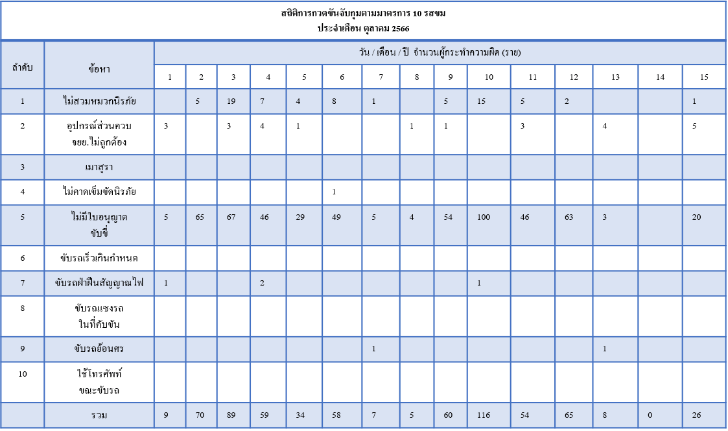 สถิติการกวดขันจับกุมตามมาตรการ 10 รสขม
ประจำเดือน ตุลาคม 2566
ลำดับ ข้อหา วัน / เดือน / ปี จำนวนผู้กระทำความผิด (ราย)
1 2 3 4 5 6 7 8 9 10 11 12 13 14 15
1 ไม่สวมหมวกนิรภัย 5 19 7 4 8 1 5 15 5 2 1
2 อุปกรณ์ส่วนควบ 3 3 4 1 1 1 3 4 5
จยย.ไม่ถูกต้อง
3 เมาสุรา
4 ไม่คาดเข็มขัดนิรภัย 1
5 ไม่มีใบอนุญาต 5 65 67 46 29 49 5 4 54 100 46 63 3 20
ขับขี่
6 ขับรถเร็วเกินกำหนด
7 ขับรถฝ่าฝืนสัญญาณไฟ 1 2 1
8 ขับรถแซงรถ
ในที่คับขัน
9 ขับรถย้อนศร 1 1
10 ใช้โทรศัพท์
ขณะขับรถ
รวม 9 70 89 59 34 58 7 5 60 116 54 65 8 0 26